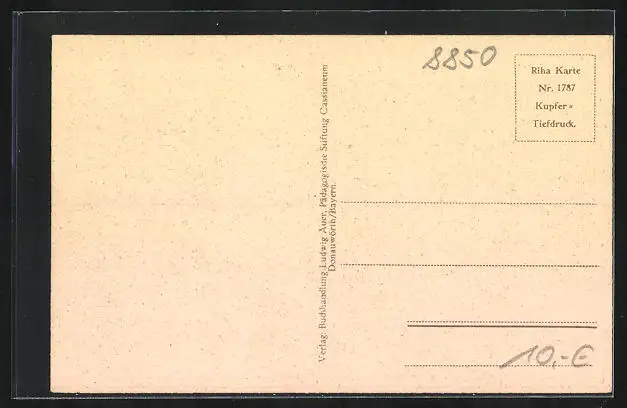 8850
Riha Karte
Nr. 1787
Kupfer=
Tiefdruck.
Verlag: Buchhandlung Ludwig Auer, Pädagogische Stiftung Cassianeum
Donauwörth/Bayern.
10,-€